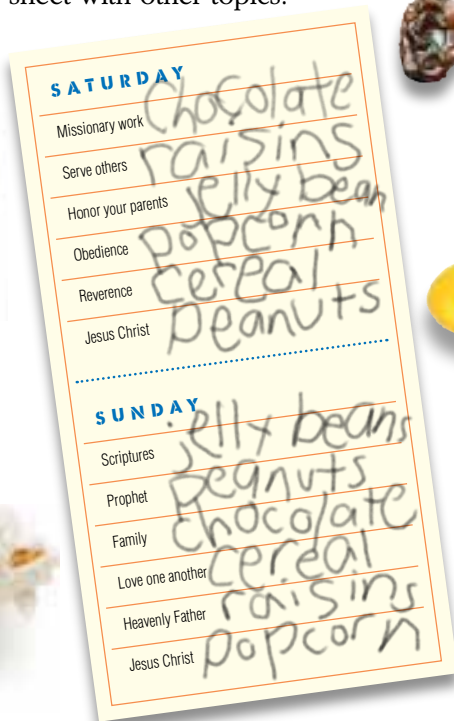 sheet with other topics.
SATURDAY
Missionary work Chocolate
Serve others raisins
Honor your parents jelly bean
Obedience popcorn
Reverence cereal
Jesus Christ peanuts
SUNDAY
Scriptures jelly beans
Prophet peanuts
Family chocolate
Love one another cereal
Heavenly Father raisins
Jesus Christ popcorn